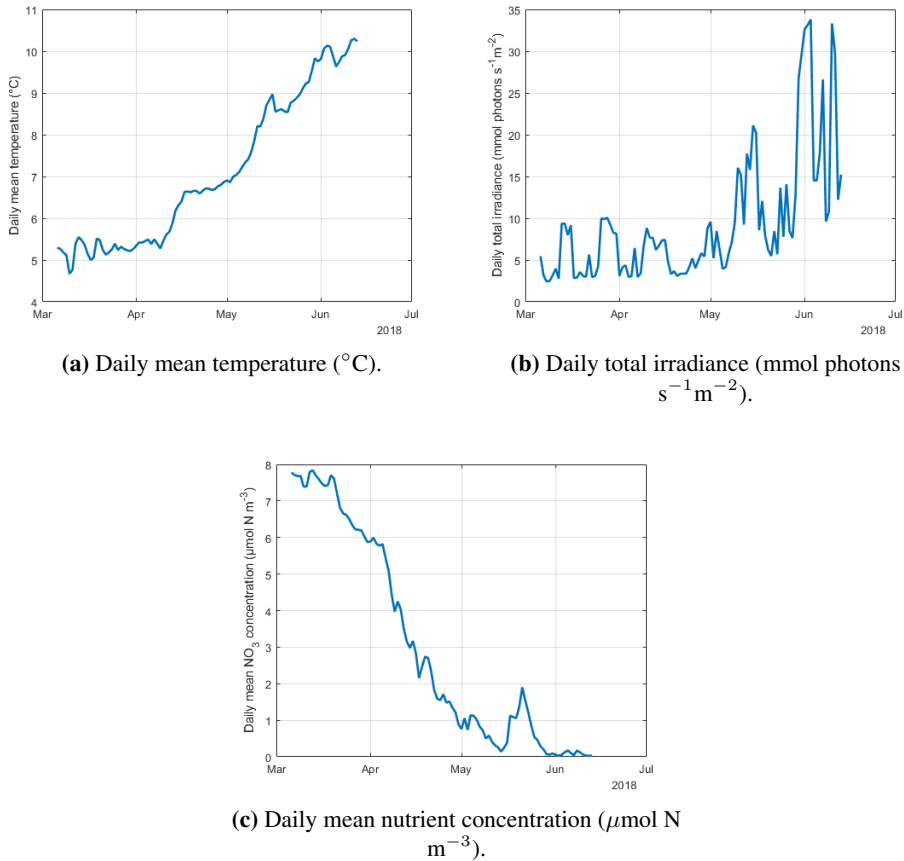 11
10
9
8
7
6
5
4
Daily mean temperature (°C)
Mar Apr May Jun Jul
2018
(a) Daily mean temperature (°C).
35
30
25
20
15
10
5
0
Daily total irradiance (mmol photons s⁻¹m⁻²)
Mar Apr May Jun Jul
2018
(b) Daily total irradiance (mmol photons
s⁻¹m⁻²).
8
7
6
5
4
3
2
1
0
Daily mean NO₃ concentration (μmol N m⁻³)
Mar Apr May Jun Jul
2018
(c) Daily mean nutrient concentration (μmol N
m⁻³).